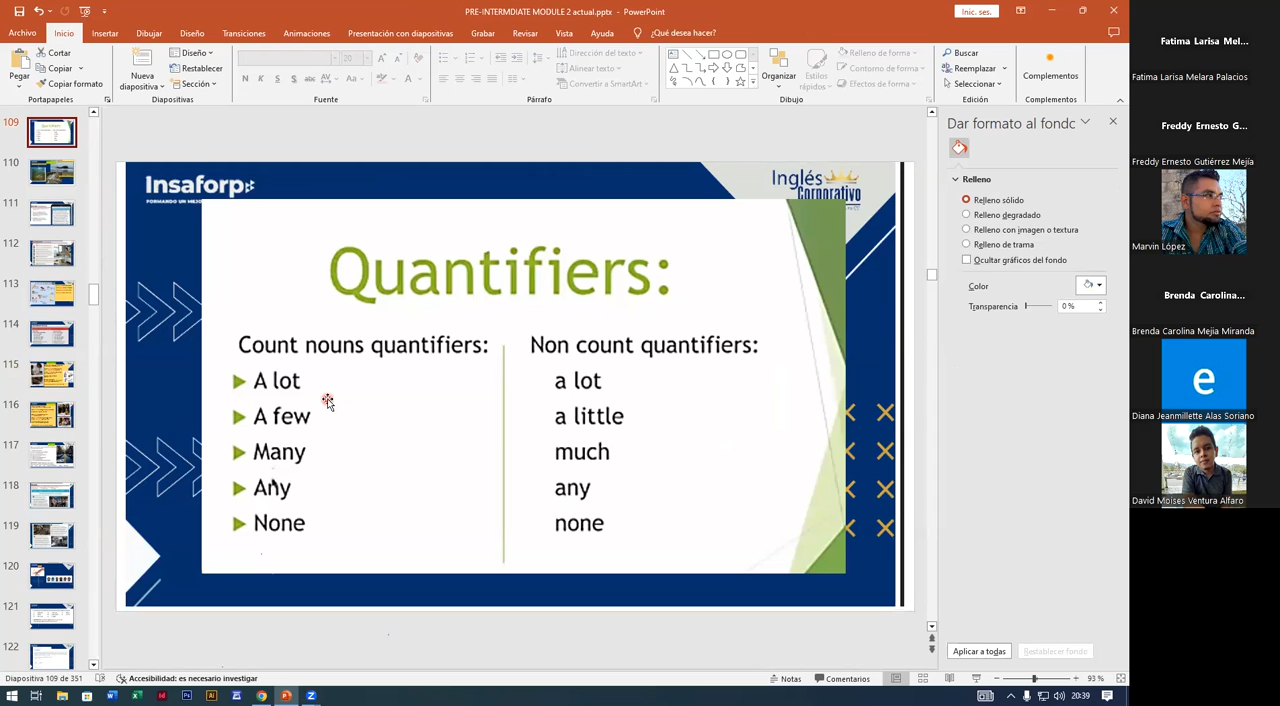 PRE-INTERMDIATE MODULE 2 actual.pptx - PowerPoint
Inic. ses.
Archivo Inicio Insertar Dibujar Diseño Transiciones Animaciones Presentación con diapositivas Grabar Revisar Vista Ayuda ¿Qué desea hacer?
Pegar
Cortar
Copiar
Copiar formato
Portapapeles
Nueva diapositiva
Diseño
Restablecer
Sección
Diapositivas
20
N K S S abc AV Aa A
Fuente
Dirección del texto
Alinear texto
Convertir a SmartArt
Párrafo
Organizar
Estilos rápidos
Relleno de forma
Contorno de forma
Efectos de forma
Dibujo
Buscar
Reemplazar
Seleccionar
Edición
Complementos
Complementos
109
110
111
112
113
114
115
116
117
118
119
120
121
122
Insaforp
FORMANDO UN MEJO
Inglés
Corporativo
Quantifiers:
Count nouns quantifiers: Non count quantifiers:
A lot a lot
A few a little
Many much
Any any
None none
Dar formato al fondo
Relleno
Relleno sólido
Relleno degradado
Relleno con imagen o textura
Relleno de trama
Ocultar gráficos del fondo
Color
Transparencia 0 %
Aplicar a todas Restablecer fondo
Fatima Larisa Mel...
Fatima Larisa Melara Palacios
Freddy Ernesto G...
Freddy Ernesto Gutiérrez Mejía
Marvin López
Brenda Carolina...
Brenda Carolina Mejia Miranda
e
Diana Jeanmillette Alas Soriano
David Moises Ventura Alfaro
Diapositiva 109 de 351 Accesibilidad: es necesario investigar Notas Comentarios 93 %
20:39